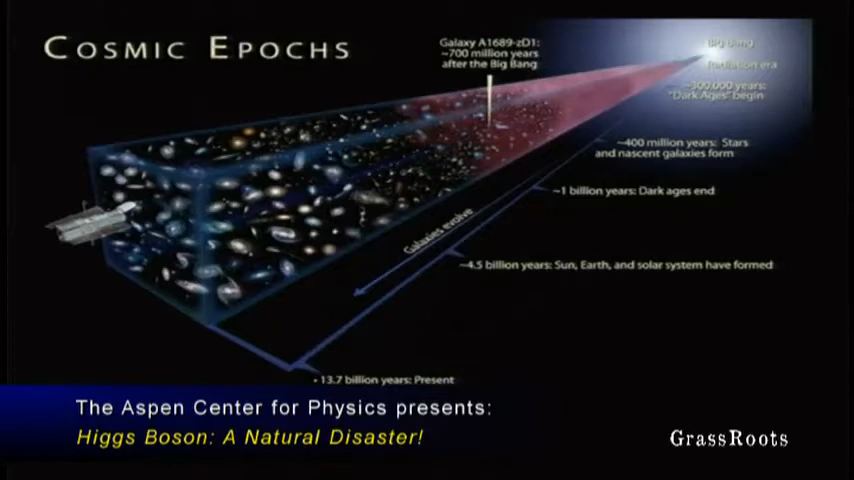 COSMIC EPOCHS
Galaxy A1689-zD1:
~700 million years
after the Big Bang
Big Bang
Radiation era
~300,000 years:
"Dark Ages" begin
~400 million years: Stars
and nascent galaxies form
~1 billion years: Dark ages end
Galaxies evolve
~4.5 billion years: Sun, Earth, and solar system have formed
13.7 billion years: Present
The Aspen Center for Physics presents:
Higgs Boson: A Natural Disaster!
GrassRoots